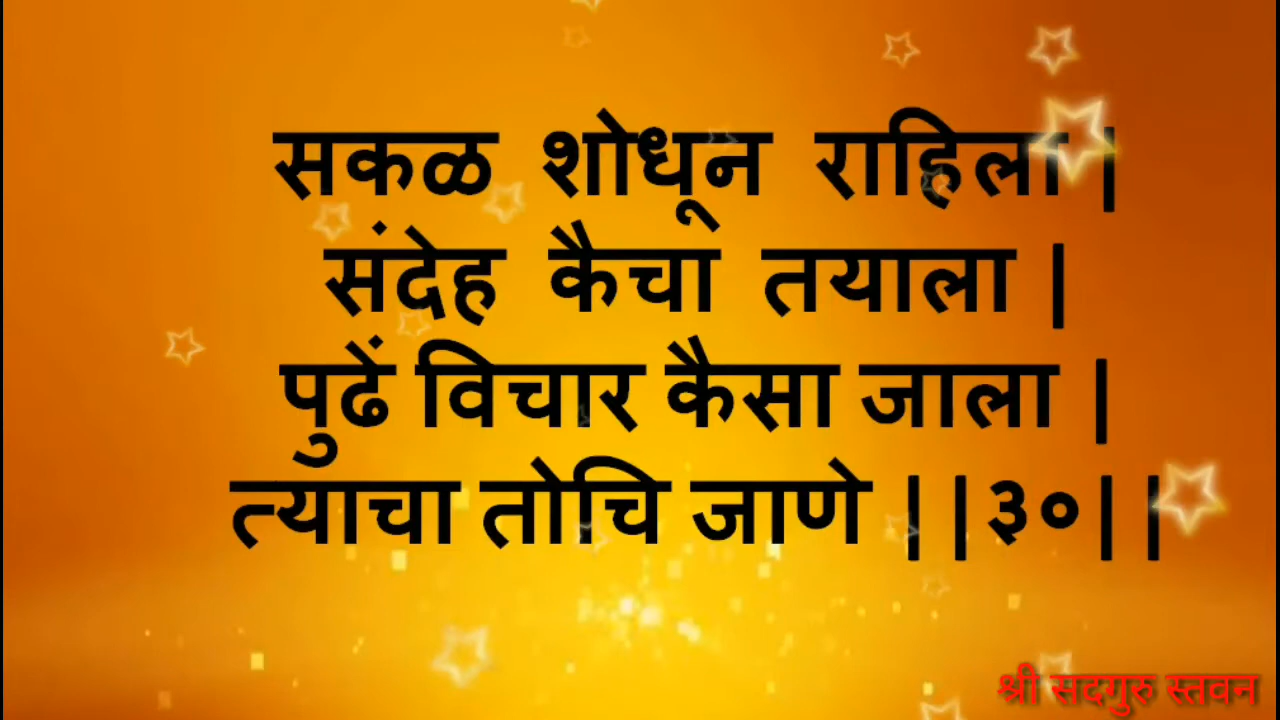 सकळ शोधून राहिला |
संदेह कैचा तयाला |
पुढें विचार कैसा जाला |
त्याचा तोचि जाणे ||३०||
श्री सदगुरु स्तवन